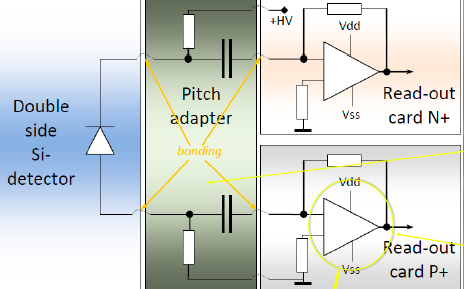 +HV
Vdd
Double
side
Si-
detector
Pitch
adapter
bonding
Vss
Read-out
card N+
Vdd
Vss
Read-out
card P+